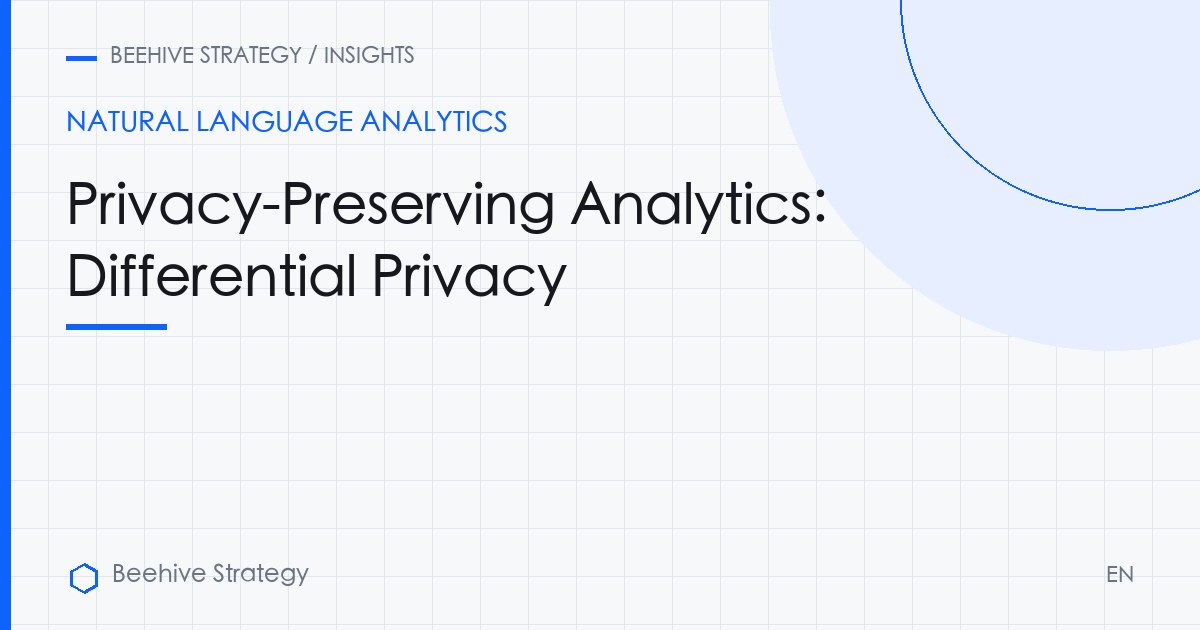 BEEHIVE STRATEGY / INSIGHTS
NATURAL LANGUAGE ANALYTICS
Privacy-Preserving Analytics:
Differential Privacy
Beehive Strategy
EN